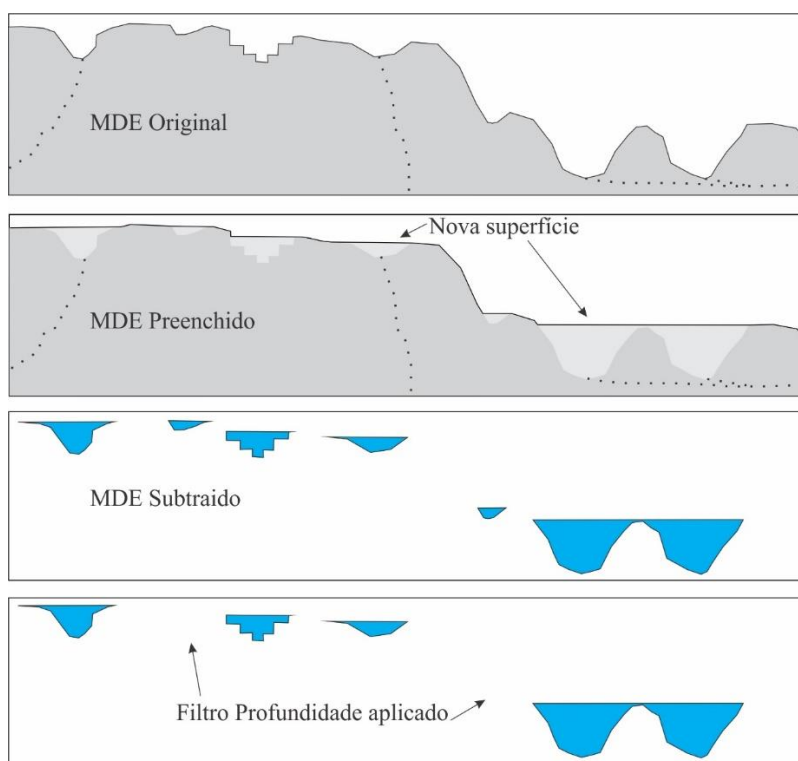 MDE Original
Nova superfície
MDE Preenchido
MDE Subtraido
Filtro Profundidade aplicado